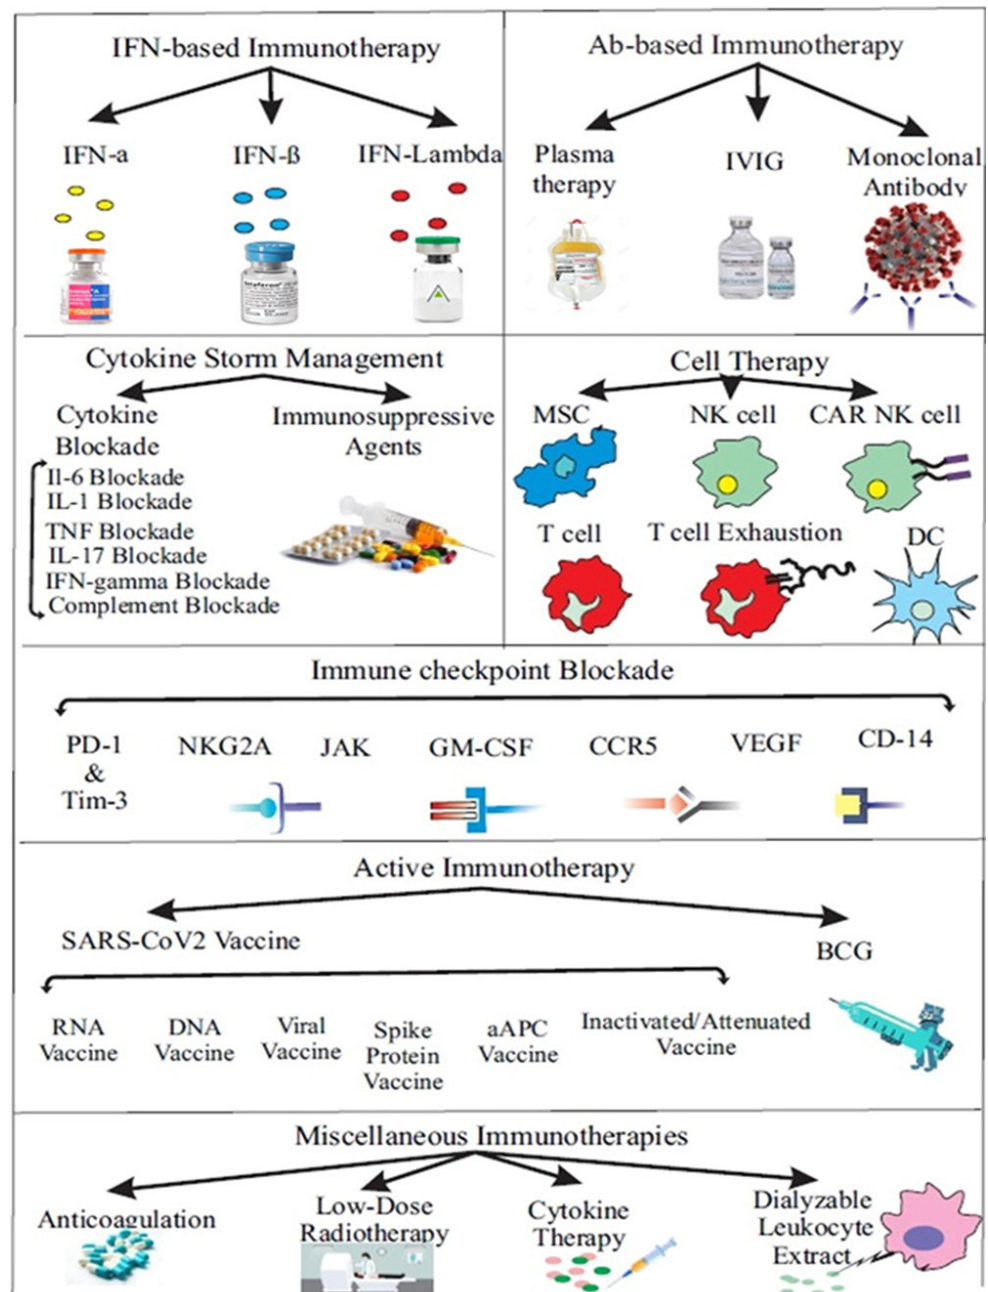 IFN-based Immunotherapy
IFN-a
IFN-ß
IFN-Lambda
Ab-based Immunotherapy
Plasma
therapy
IVIG
Monoclonal
Antibody
Cytokine Storm Management
Cytokine
Blockade
Il-6 Blockade
IL-1 Blockade
TNF Blockade
IL-17 Blockade
IFN-gamma Blockade
Complement Blockade
Immunosuppressive
Agents
Cell Therapy
MSC
NK cell
CAR NK cell
T cell
T cell Exhaustion
DC
Immune checkpoint Blockade
PD-1
&
Tim-3
NKG2A
JAK
GM-CSF
CCR5
VEGF
CD-14
Active Immunotherapy
SARS-CoV2 Vaccine
BCG
RNA
Vaccine
DNA
Vaccine
Viral
Vaccine
Spike
Protein
Vaccine
aAPC
Vaccine
Inactivated/Attenuated
Vaccine
Miscellaneous Immunotherapies
Anticoagulation
Low-Dose
Radiotherapy
Cytokine
Therapy
Dialyzable
Leukocyte
Extract